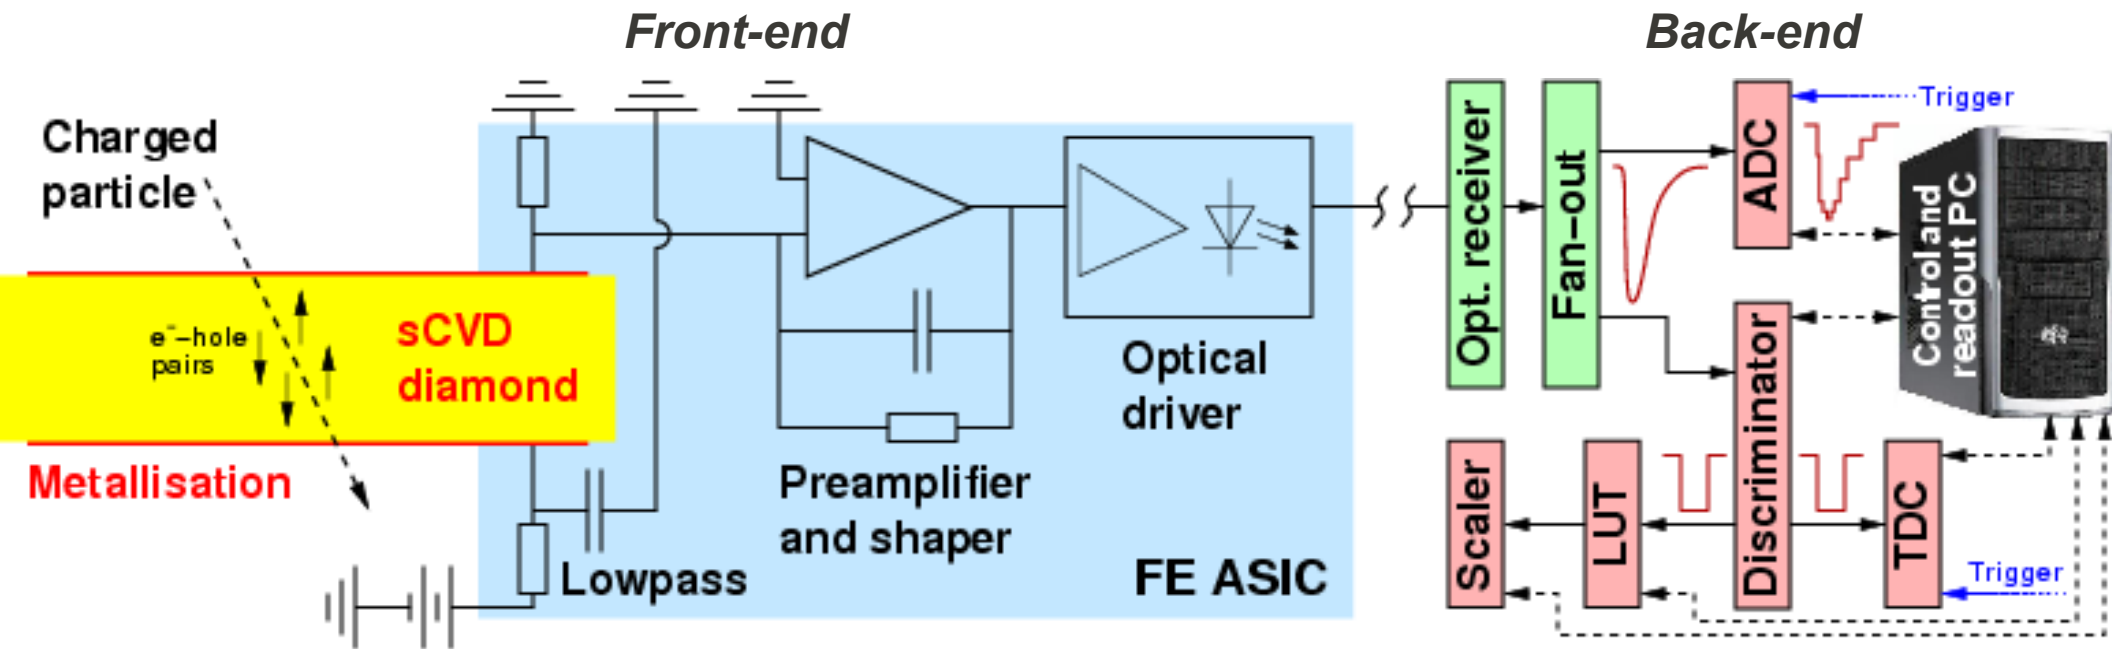 Front-end
Back-end
Charged
particle
e⁻–hole
pairs
sCVD
diamond
Metallisation
Lowpass
Preamplifier
and shaper
Optical
driver
FE ASIC
Opt. receiver
Fan–out
ADC
Trigger
Control and
readout PC
Discriminator
Scaler
LUT
TDC
Trigger